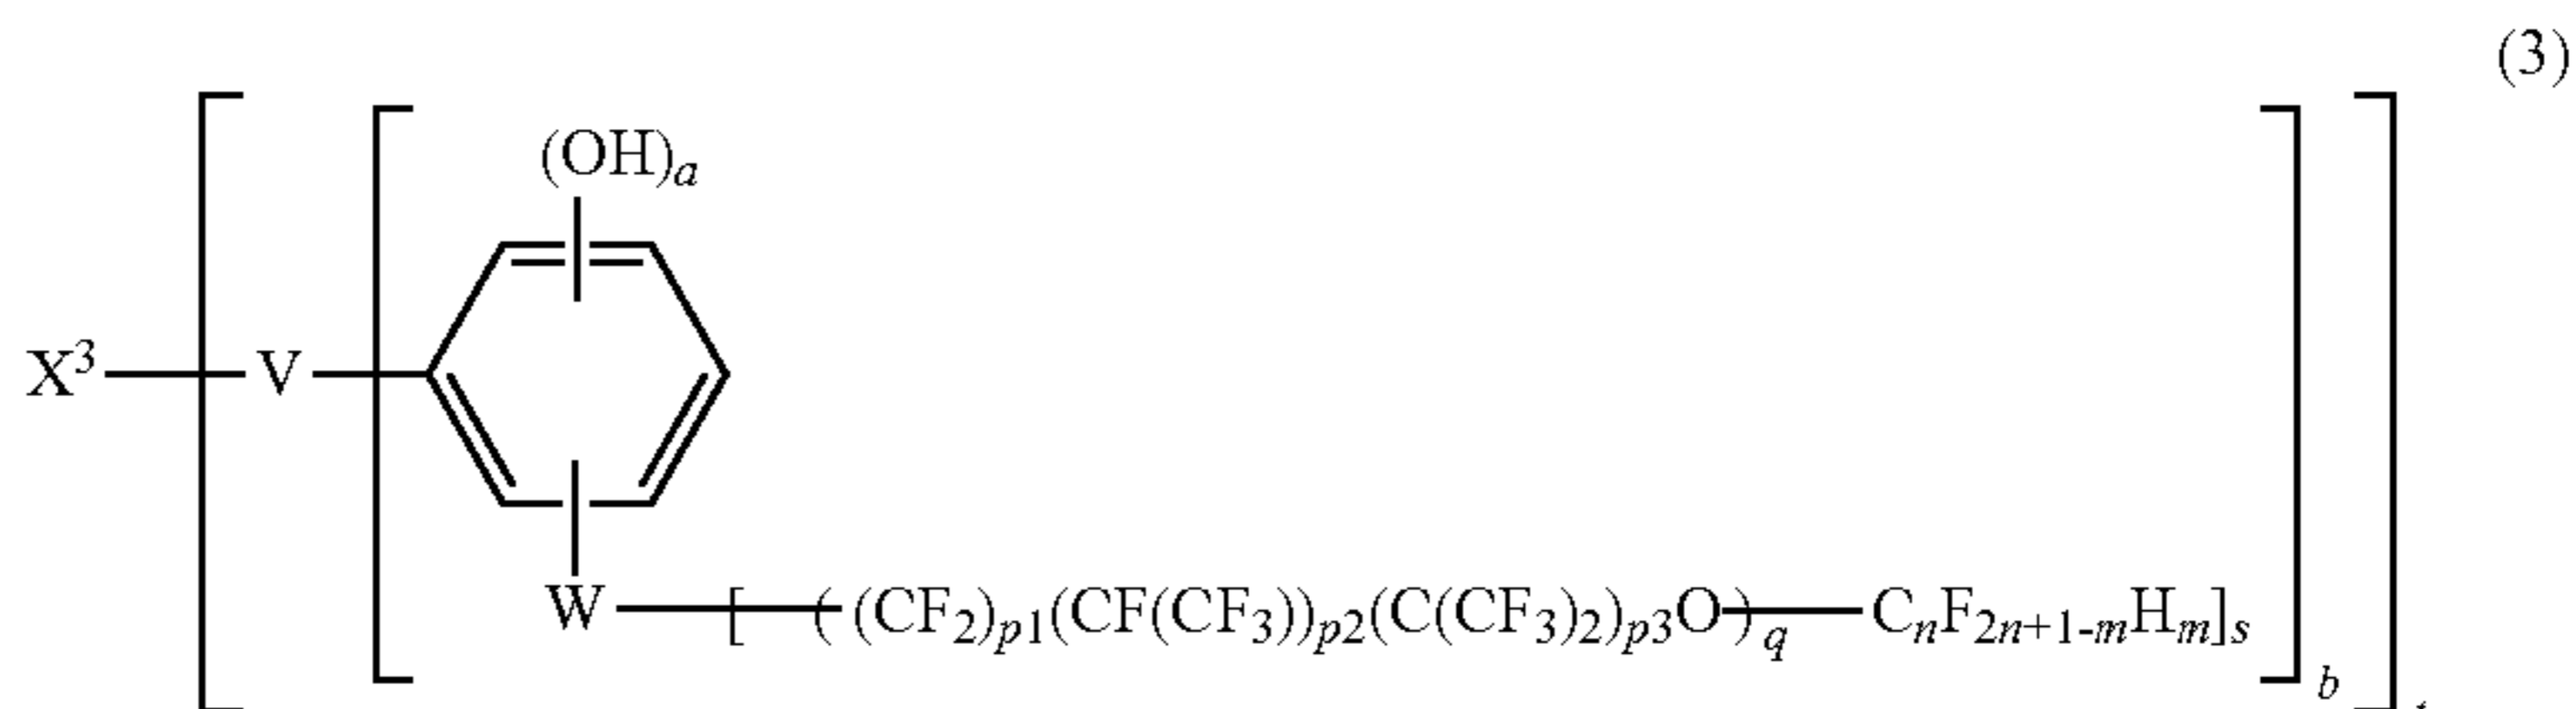 (3)
(OH)a
X3 V
W [ ( (CF2)p1(CF(CF3))p2(C(CF3)2)p3O )q CnF2n+1-mHm]s
b